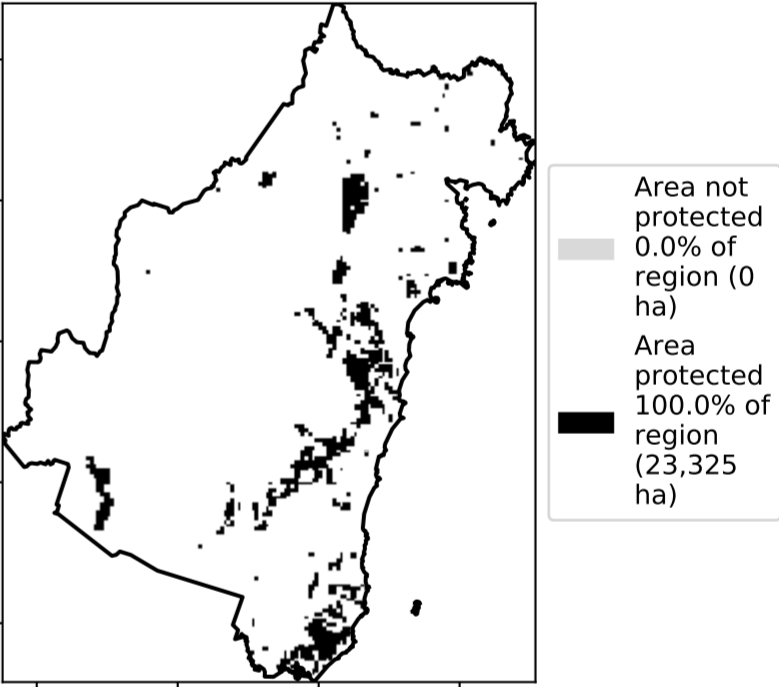 Area not
protected
0.0% of
region (0
ha)
Area
protected
100.0% of
region
(23,325
ha)